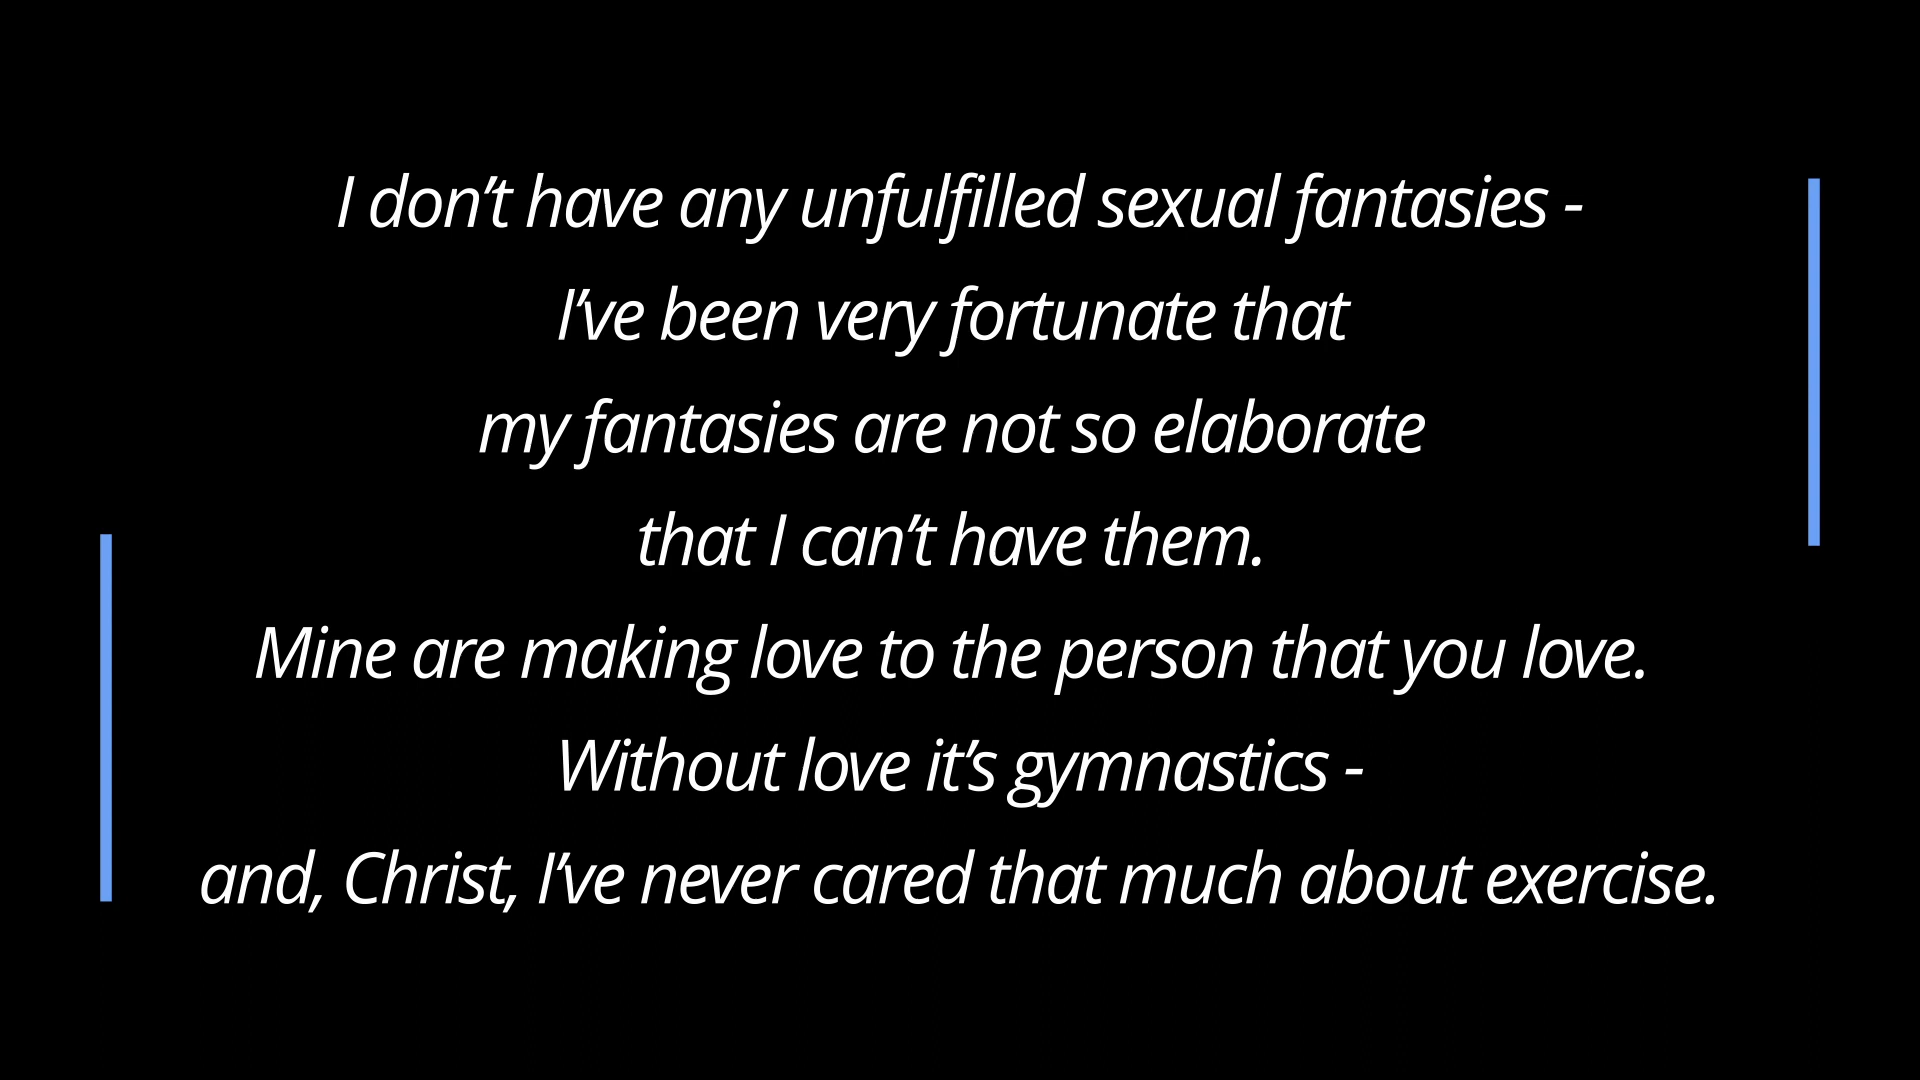 I don’t have any unfulfilled sexual fantasies -
I’ve been very fortunate that
my fantasies are not so elaborate
that I can’t have them.
Mine are making love to the person that you love.
Without love it’s gymnastics -
and, Christ, I’ve never cared that much about exercise.